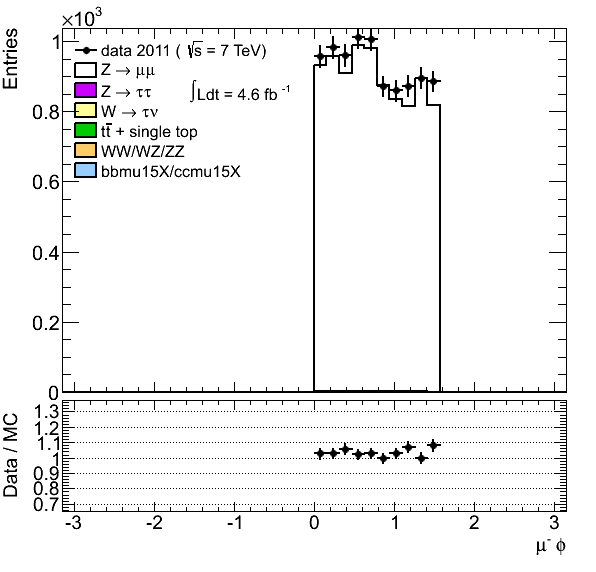 ×10³
Entries
1
0.8
0.6
0.4
0.2
0
data 2011 ( √s = 7 TeV)
Z → μμ
Z → ττ
W → τν
tt̄ + single top
WW/WZ/ZZ
bbmu15X/ccmu15X
∫Ldt = 4.6 fb⁻¹
Data / MC
1.3
1.2
1.1
1
0.9
0.8
0.7
-3 -2 -1 0 1 2 3
μ⁻ ϕ